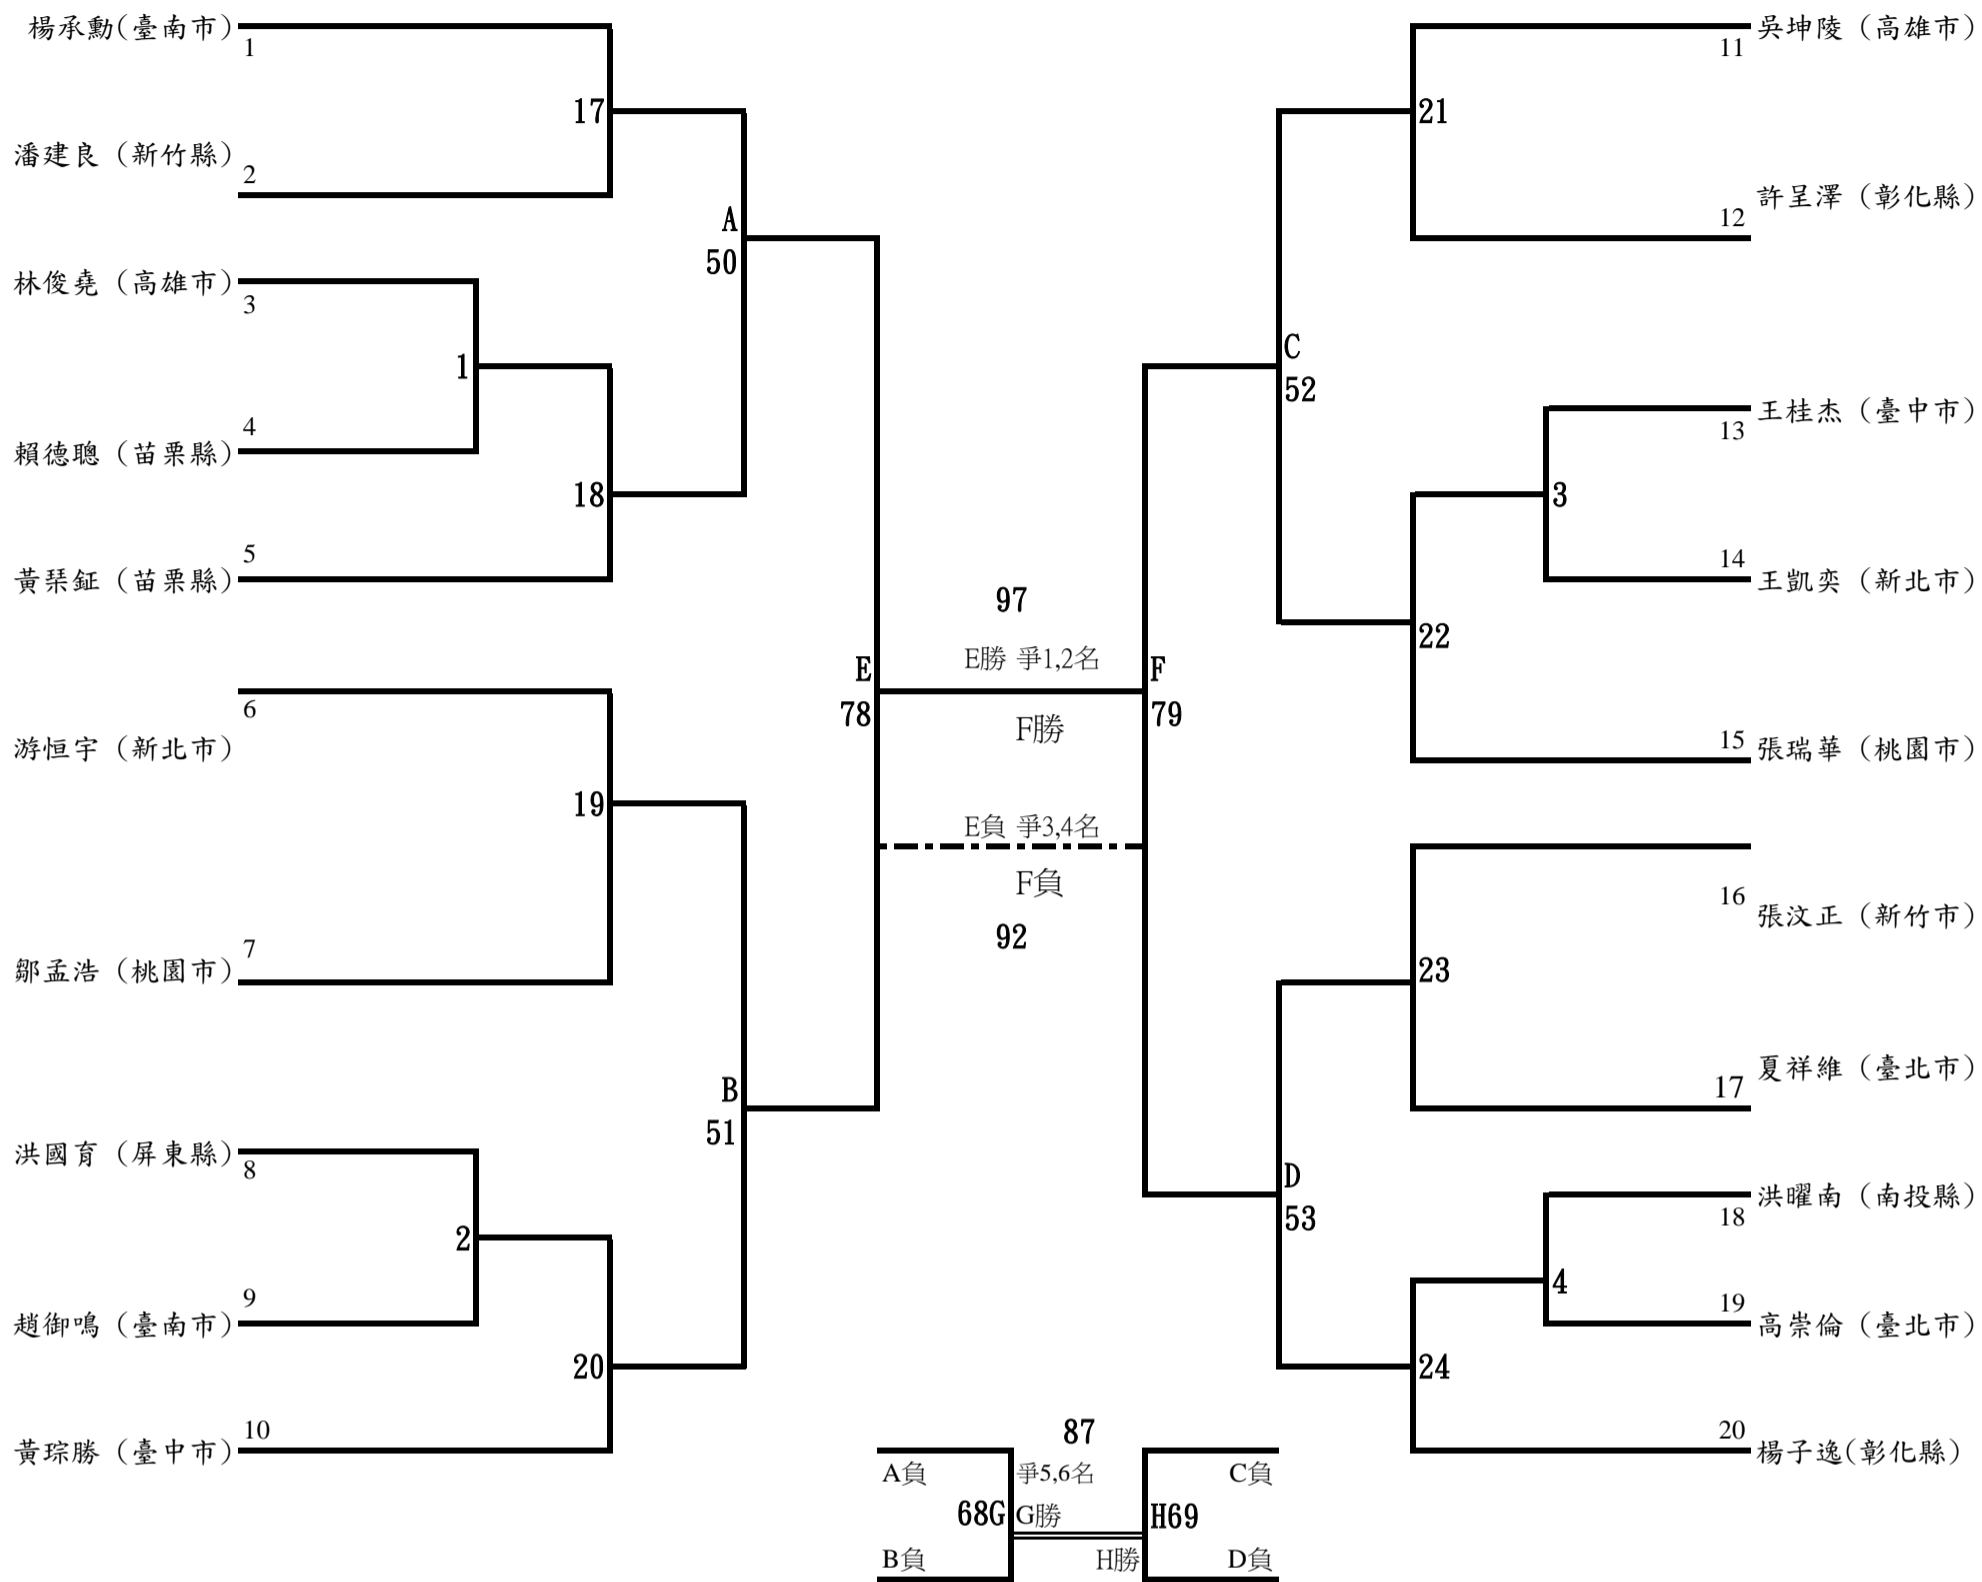 楊承勳(臺南市)
1
17
潘建良（新竹縣）
2
A
50
林俊堯（高雄市）
3
1
賴德聰（苗栗縣）
4
18
黃琹鉦（苗栗縣）
5
6
游恒宇（新北市）
19
鄒孟浩（桃園市）
7
B
51
洪國育（屏東縣）
8
2
趙御鳴（臺南市）
9
20
黃琮勝（臺中市）
10
E
78
97
E勝 爭1,2名
F勝
E負 爭3,4名
F負
92
F
79
吳坤陵（高雄市）
11
21
許呈澤（彰化縣）
12
C
52
王桂杰（臺中市）
13
3
王凱奕（新北市）
14
22
張瑞華（桃園市）
15
16
張汶正（新竹市）
23
夏祥維（臺北市）
17
D
53
洪曜南（南投縣）
18
4
高崇倫（臺北市）
19
24
楊子逸(彰化縣）
20
87
A負
爭5,6名
C負
68G
G勝
H69
B負
H勝
D負